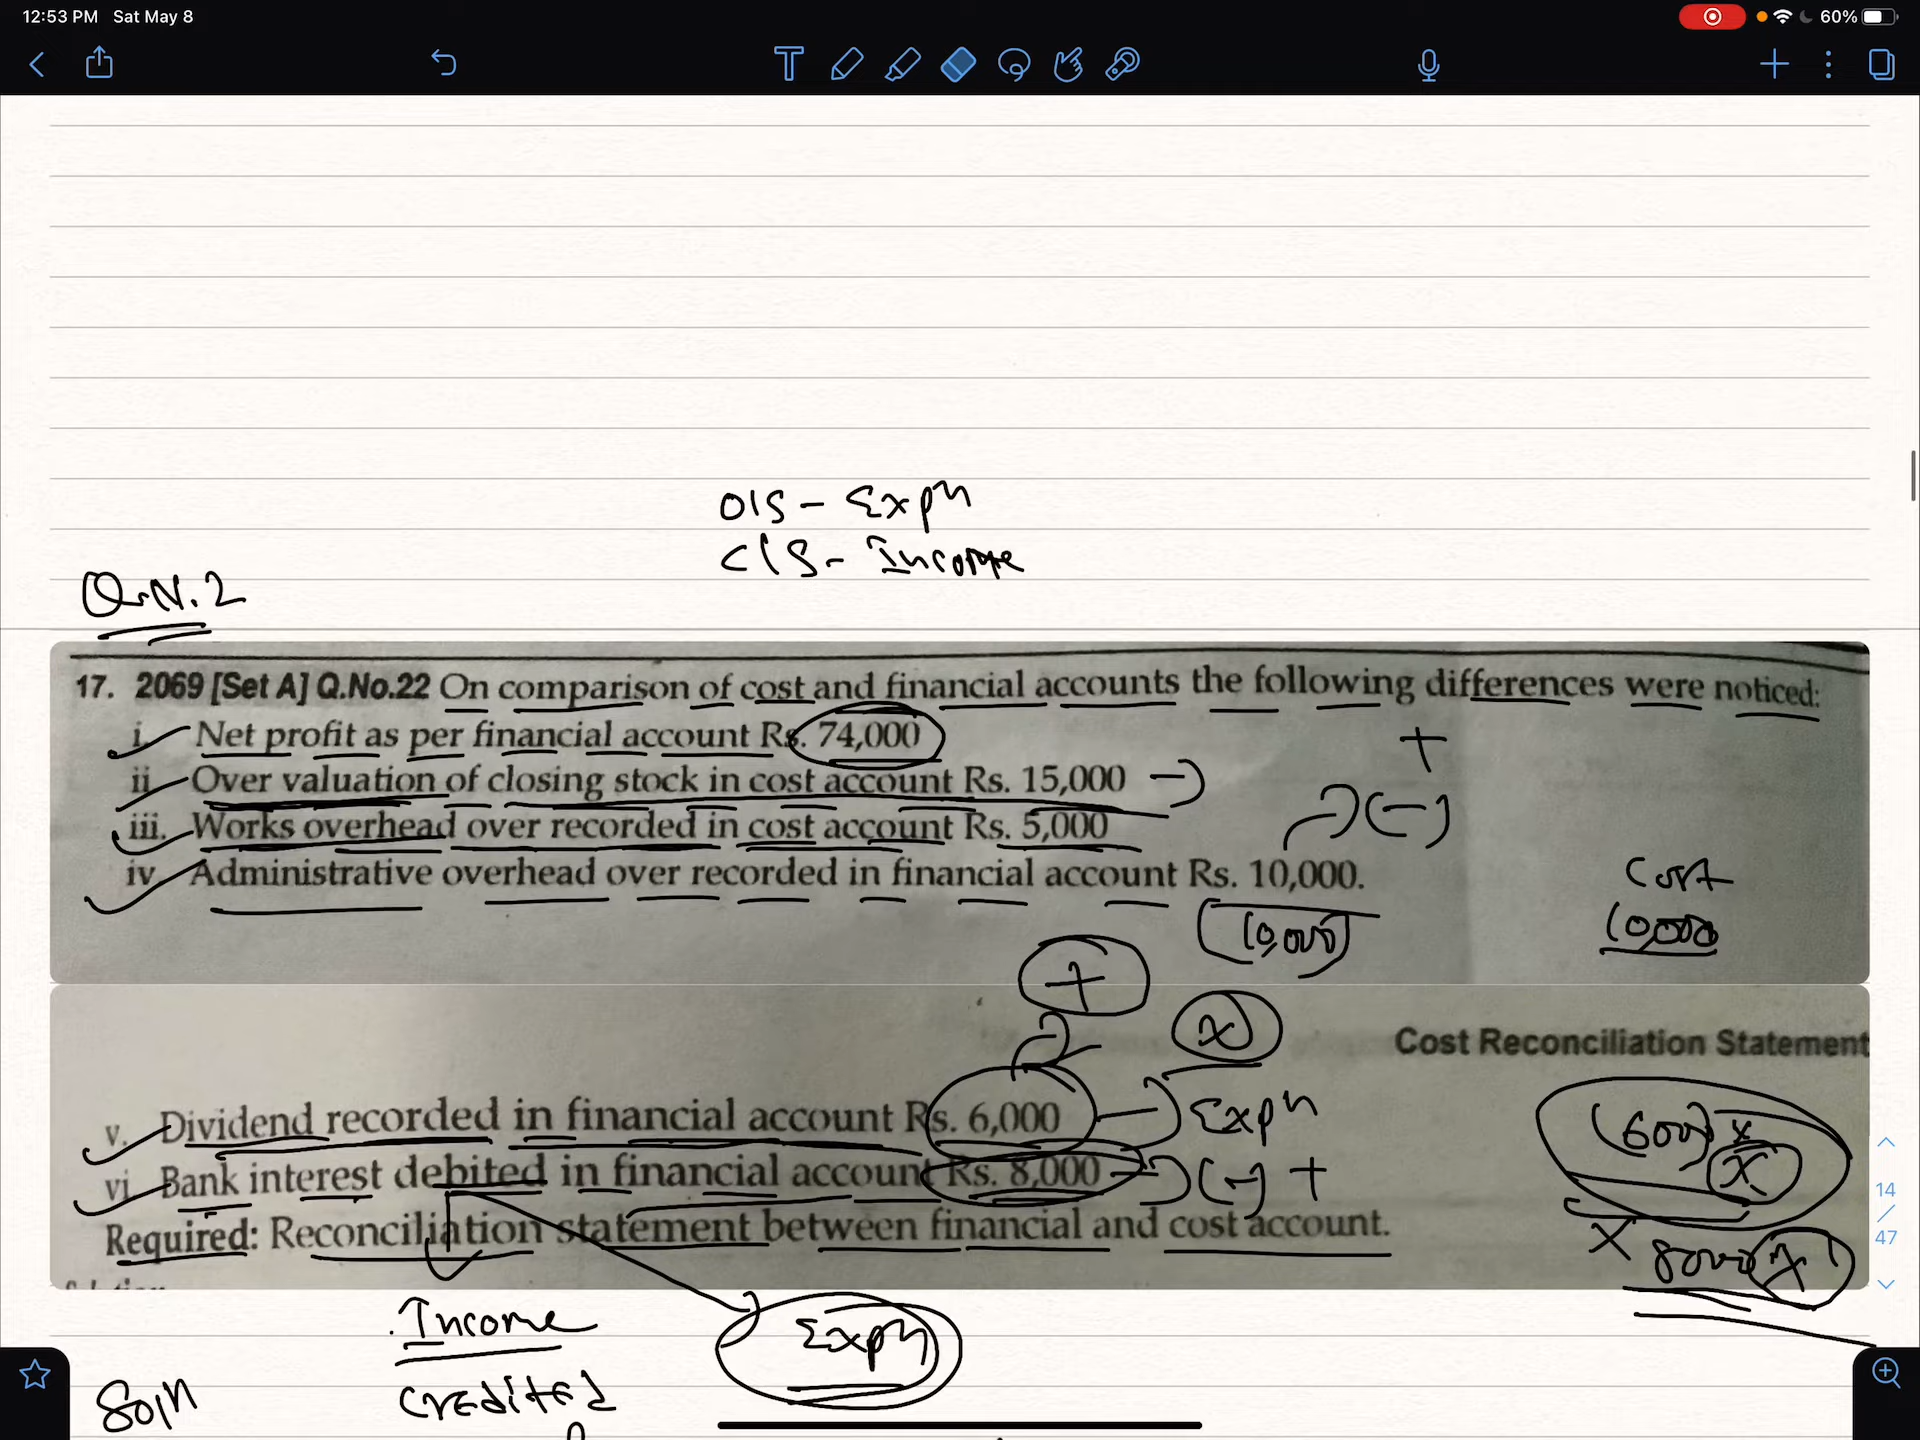 12:53 PM Sat May 8
60%
O/S - Expn
C/S - Income
Q.N.2
17. 2069 [Set A] Q.No.22 On comparison of cost and financial accounts the following differences were noticed:
i. Net profit as per financial account Rs. 74,000
+
ii. Over valuation of closing stock in cost account Rs. 15,000
(-)
iii. Works overhead over recorded in cost account Rs. 5,000
iv. Administrative overhead over recorded in financial account Rs. 10,000.
Cost
(10,000)
10,000
+
x
Cost Reconciliation Statement
v. Dividend recorded in financial account Rs. 6,000
Expn
(6000) x
x
vi. Bank interest debited in financial account Rs. 8,000
(-) +
14
/
47
Required: Reconciliation statement between financial and cost account.
x 8000 x
Income
Expn
Soln
credited